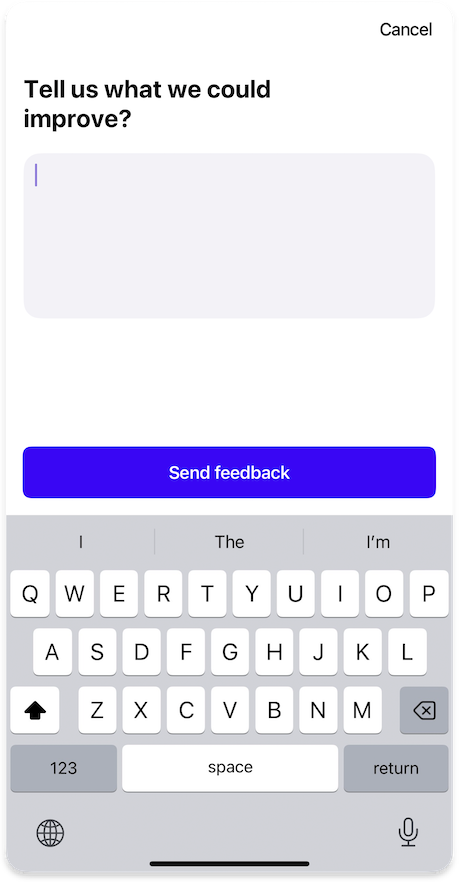 Cancel
Tell us what we could
improve?
Send feedback
I The I'm
Q W E R T Y U I O P
A S D F G H J K L
Z X C V B N M
123 space return